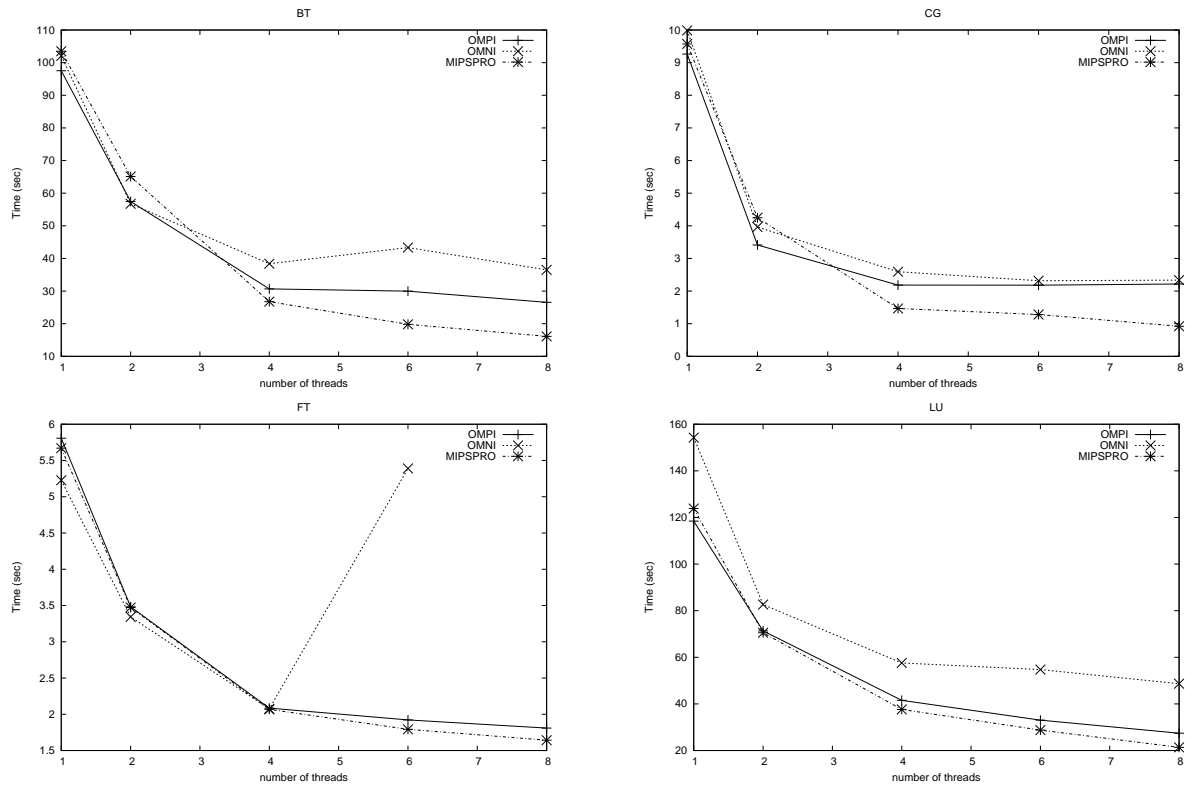 BT
110
100
90
80
70
60
50
40
30
20
10
Time (sec)
1 2 3 4 5 6 7 8
number of threads
OMPI
OMNI
MIPSPRO
CG
10
9
8
7
6
5
4
3
2
1
0
Time (sec)
1 2 3 4 5 6 7 8
number of threads
OMPI
OMNI
MIPSPRO
FT
6
5.5
5
4.5
4
3.5
3
2.5
2
1.5
Time (sec)
1 2 3 4 5 6 7 8
number of threads
OMPI
OMNI
MIPSPRO
LU
160
140
120
100
80
60
40
20
Time (sec)
1 2 3 4 5 6 7 8
number of threads
OMPI
OMNI
MIPSPRO